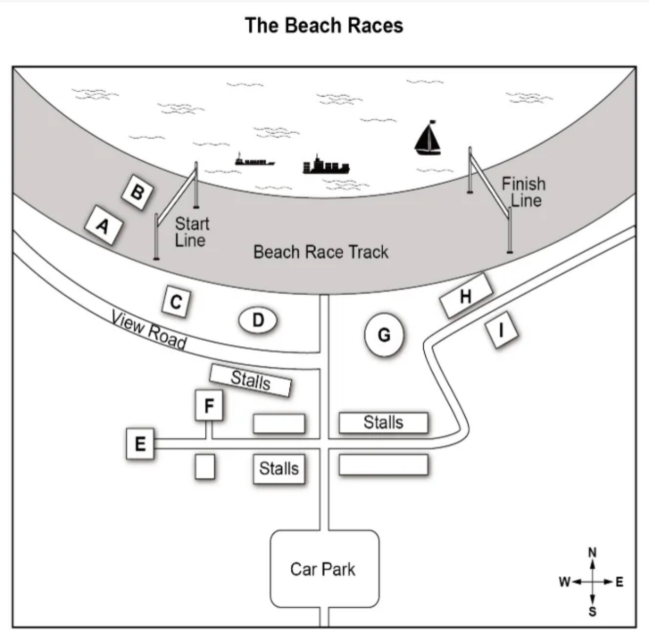 The Beach Races
B
A
Start
Line
Finish
Line
Beach Race Track
C
D
G
H
I
View Road
Stalls
F
Stalls
E
Stalls
Car Park
N
W E
S